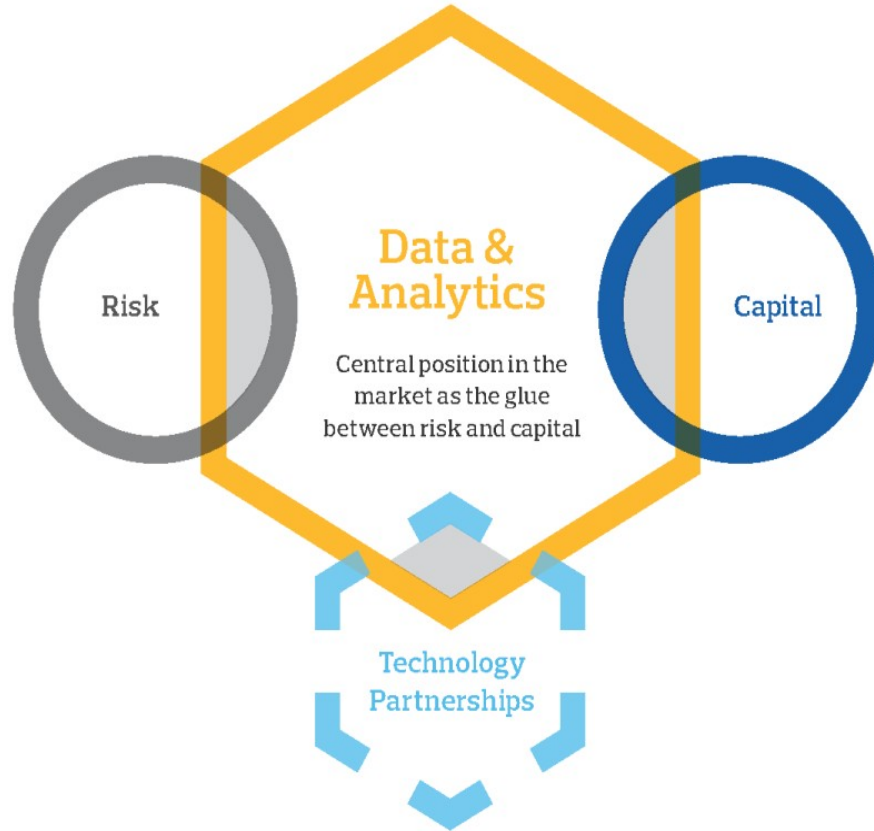 Data &
Analytics
Risk
Capital
Central position in the
market as the glue
between risk and capital
Technology
Partnerships